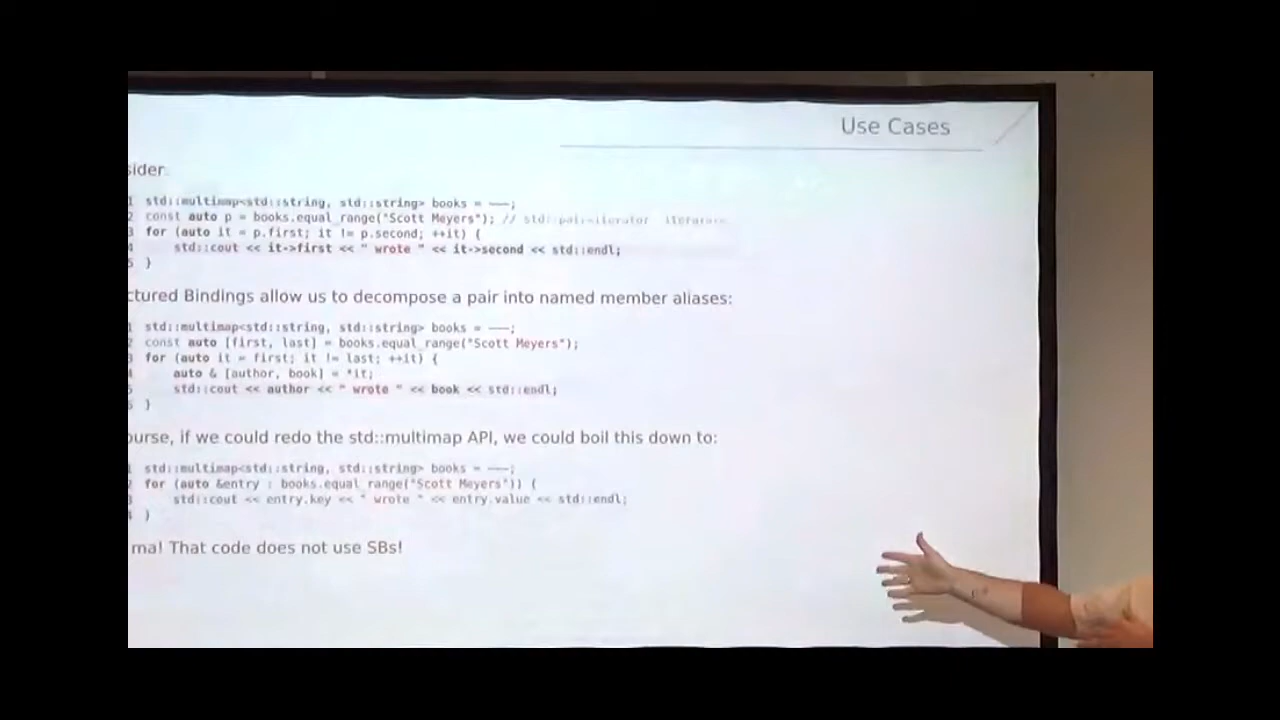 Use Cases
sider
1 std::multimap<std::string, std::string> books = ———;
2 const auto p = books.equal_range("Scott Meyers"); // std::pair<iterator
3 for (auto it = p.first; it != p.second; ++it) {
4 std::cout << it->first << " wrote " << it->second << std::endl;
5 }
ctured Bindings allow us to decompose a pair into named member aliases:
1 std::multimap<std::string, std::string> books = ———;
2 const auto [first, last] = books.equal_range("Scott Meyers");
3 for (auto it = first; it != last; ++it) {
4 auto & [author, book] = *it;
5 std::cout << author << " wrote " << book << std::endl;
6 }
ourse, if we could redo the std::multimap API, we could boil this down to:
1 std::multimap<std::string, std::string> books = ———;
2 for (auto &entry : books.equal_range("Scott Meyers")) {
3 std::cout << entry.key << " wrote " << entry.value << std::endl;
4 }
ma! That code does not use SBs!